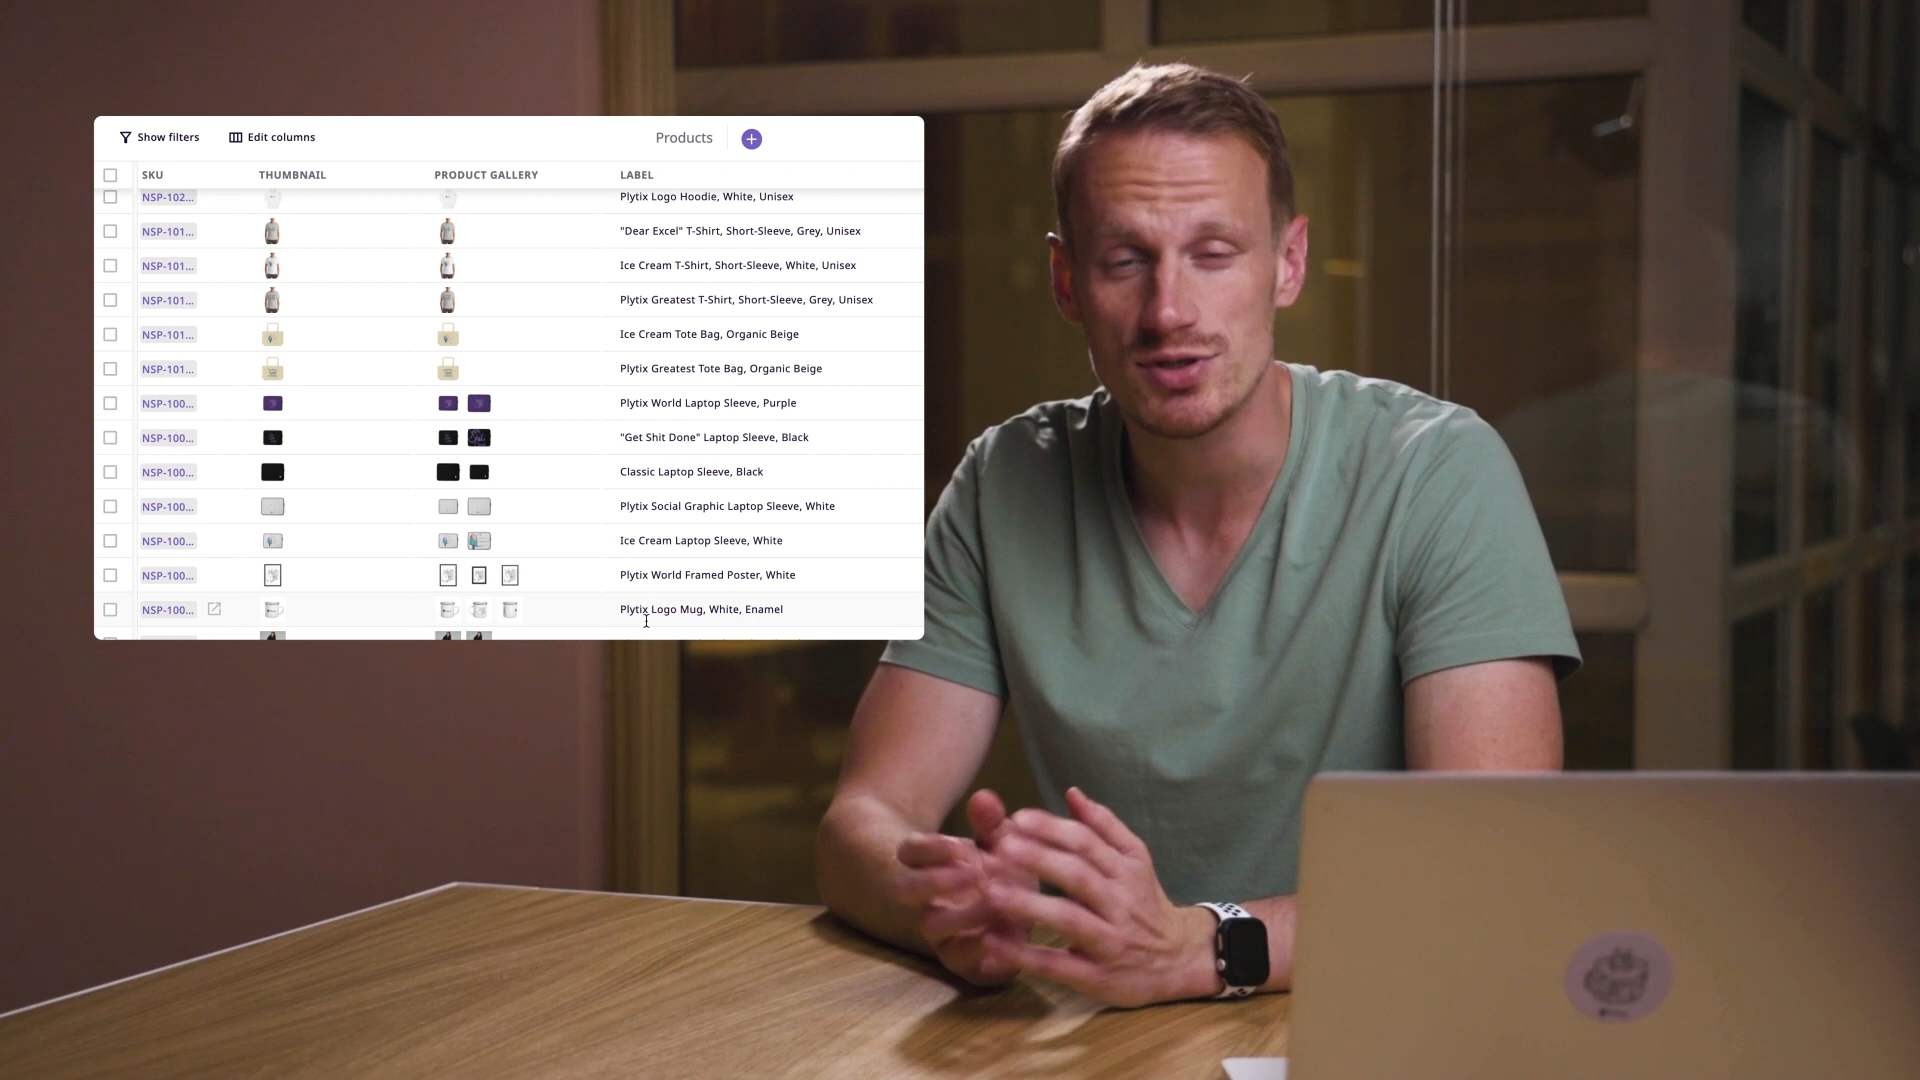 Show filters Edit columns Products
SKU THUMBNAIL PRODUCT GALLERY LABEL
NSP-102... Plytix Logo Hoodie, White, Unisex
NSP-101... "Dear Excel" T-Shirt, Short-Sleeve, Grey, Unisex
NSP-101... Ice Cream T-Shirt, Short-Sleeve, White, Unisex
NSP-101... Plytix Greatest T-Shirt, Short-Sleeve, Grey, Unisex
NSP-101... Ice Cream Tote Bag, Organic Beige
NSP-101... Plytix Greatest Tote Bag, Organic Beige
NSP-100... Plytix World Laptop Sleeve, Purple
NSP-100... "Get Shit Done" Laptop Sleeve, Black
NSP-100... Classic Laptop Sleeve, Black
NSP-100... Plytix Social Graphic Laptop Sleeve, White
NSP-100... Ice Cream Laptop Sleeve, White
NSP-100... Plytix World Framed Poster, White
NSP-100... Plytix Logo Mug, White, Enamel